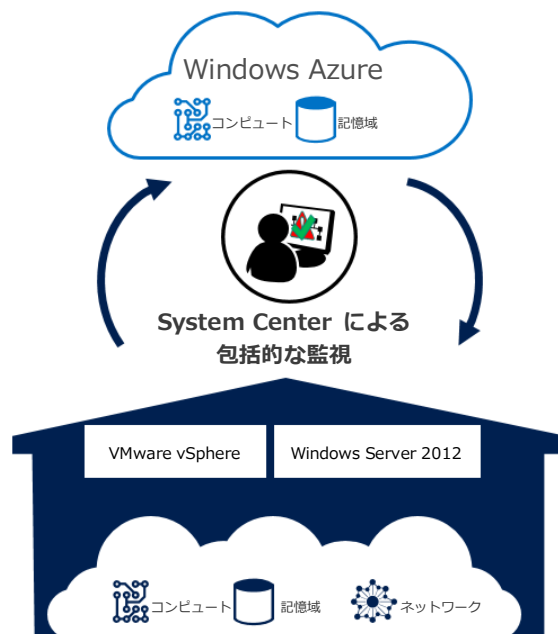 Windows Azure
コンピュート 記憶域
System Center による
包括的な監視
VMware vSphere Windows Server 2012
コンピュート 記憶域 ネットワーク